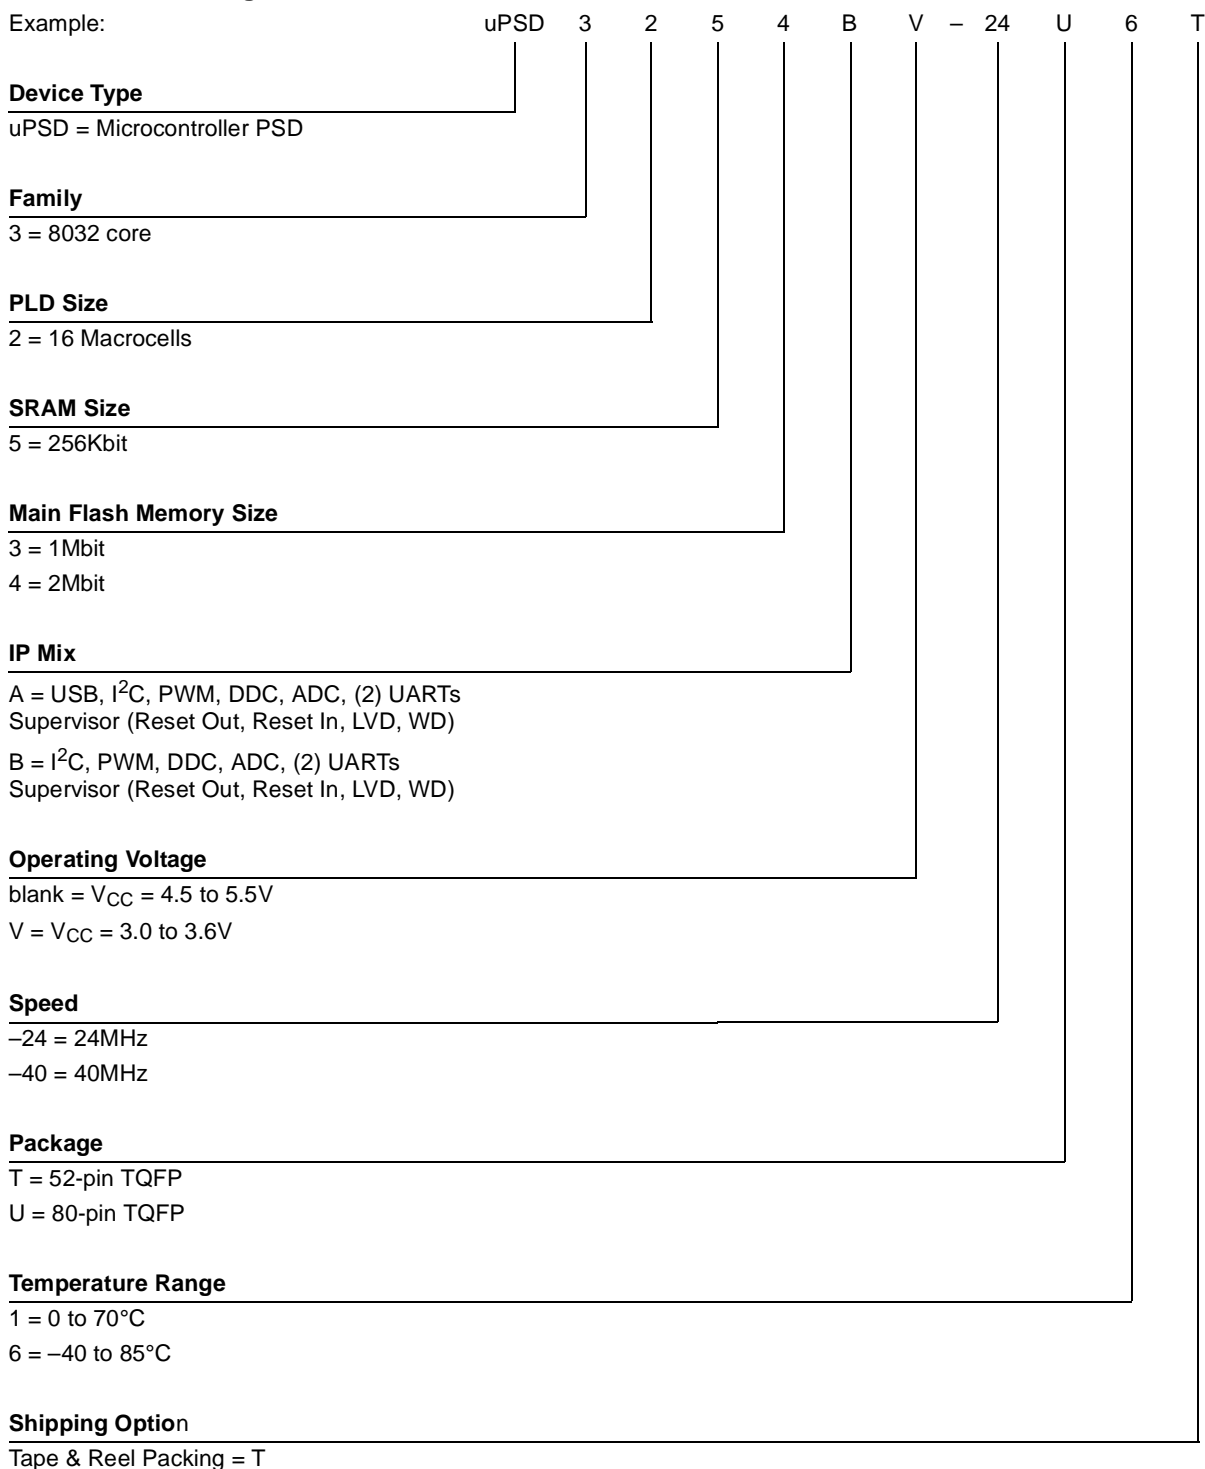 Example: uPSD 3 2 5 4 B V – 24 U 6 T
Device Type
uPSD = Microcontroller PSD
Family
3 = 8032 core
PLD Size
2 = 16 Macrocells
SRAM Size
5 = 256Kbit
Main Flash Memory Size
3 = 1Mbit
4 = 2Mbit
IP Mix
A = USB, I²C, PWM, DDC, ADC, (2) UARTs
Supervisor (Reset Out, Reset In, LVD, WD)
B = I²C, PWM, DDC, ADC, (2) UARTs
Supervisor (Reset Out, Reset In, LVD, WD)
Operating Voltage
blank = VCC = 4.5 to 5.5V
V = VCC = 3.0 to 3.6V
Speed
–24 = 24MHz
–40 = 40MHz
Package
T = 52-pin TQFP
U = 80-pin TQFP
Temperature Range
1 = 0 to 70°C
6 = –40 to 85°C
Shipping Option
Tape & Reel Packing = T